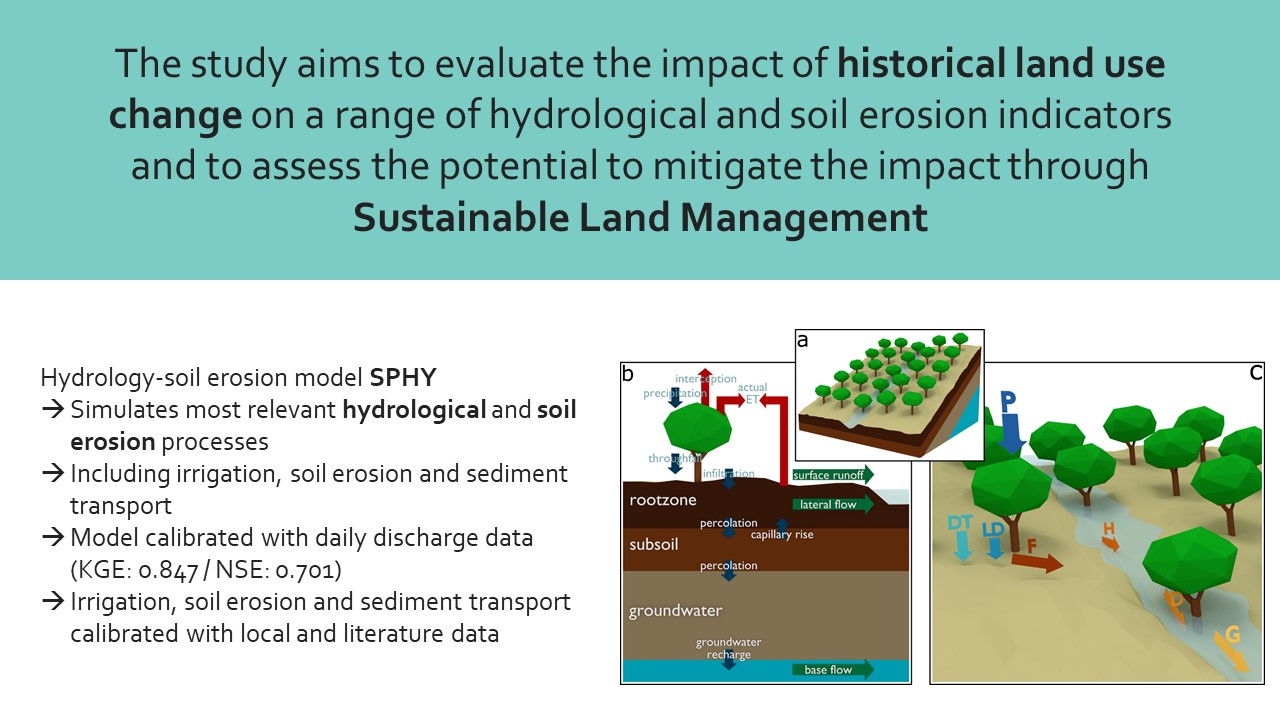 The study aims to evaluate the impact of historical land use
change on a range of hydrological and soil erosion indicators
and to assess the potential to mitigate the impact through
Sustainable Land Management
Hydrology-soil erosion model SPHY
→ Simulates most relevant hydrological and soil
erosion processes
→ Including irrigation, soil erosion and sediment
transport
→ Model calibrated with daily discharge data
(KGE: 0.847 / NSE: 0.701)
→ Irrigation, soil erosion and sediment transport
calibrated with local and literature data
a
b
interception
precipitation
actual
ET
throughfall
infiltration
surface runoff
rootzone
lateral flow
percolation
capillary rise
subsoil
percolation
groundwater
groundwater
recharge
base flow
c
P
DT
LD
F
H
D
G